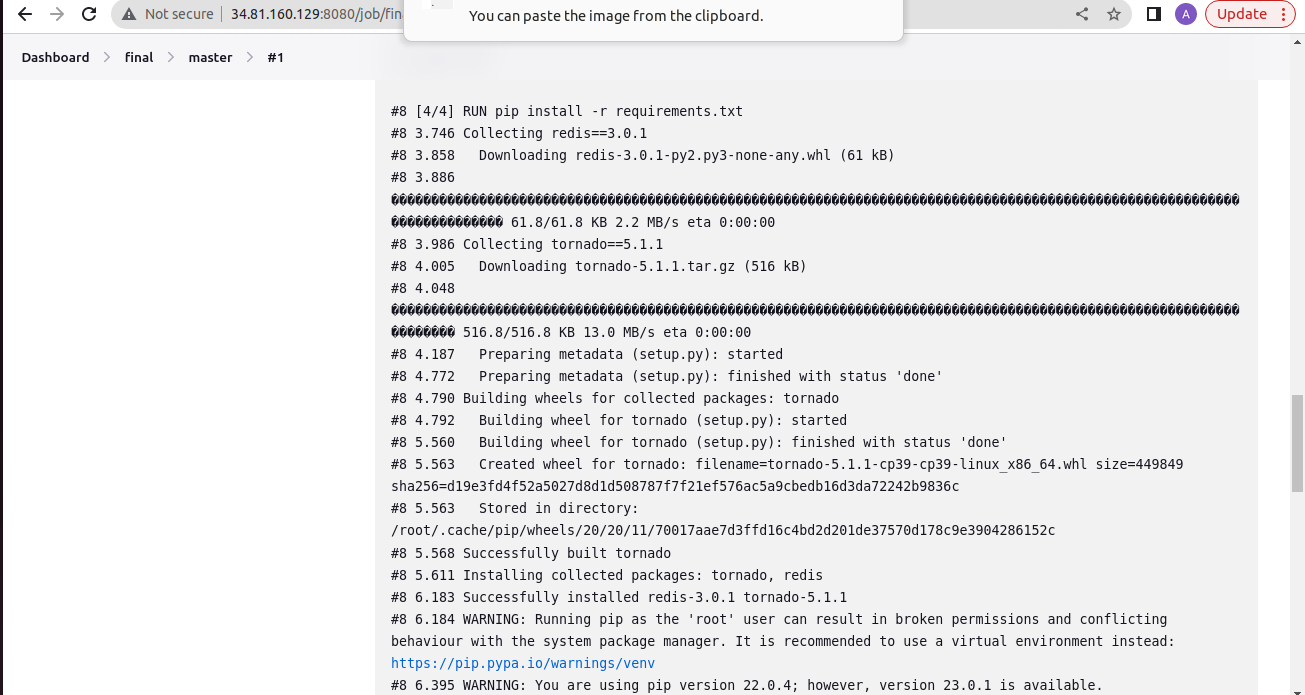 You can paste the image from the clipboard.
Not secure
34.81.160.129:8080/job/fin
A
Update
Dashboard
final
master
#1
#8 [4/4] RUN pip install -r requirements.txt
#8 3.746 Collecting redis==3.0.1
#8 3.858   Downloading redis-3.0.1-py2.py3-none-any.whl (61 kB)
#8 3.886
61.8/61.8 KB 2.2 MB/s eta 0:00:00
#8 3.986 Collecting tornado==5.1.1
#8 4.005   Downloading tornado-5.1.1.tar.gz (516 kB)
#8 4.048
516.8/516.8 KB 13.0 MB/s eta 0:00:00
#8 4.187   Preparing metadata (setup.py): started
#8 4.772   Preparing metadata (setup.py): finished with status 'done'
#8 4.790 Building wheels for collected packages: tornado
#8 4.792   Building wheel for tornado (setup.py): started
#8 5.560   Building wheel for tornado (setup.py): finished with status 'done'
#8 5.563   Created wheel for tornado: filename=tornado-5.1.1-cp39-cp39-linux_x86_64.whl size=449849
sha256=d19e3fd4f52a5027d8d1d508787f7f21ef576ac5a9cbedb16d3da72242b9836c
#8 5.563   Stored in directory:
/root/.cache/pip/wheels/20/20/11/70017aae7d3ffd16c4bd2d201de37570d178c9e3904286152c
#8 5.568 Successfully built tornado
#8 5.611 Installing collected packages: tornado, redis
#8 6.183 Successfully installed redis-3.0.1 tornado-5.1.1
#8 6.184 WARNING: Running pip as the 'root' user can result in broken permissions and conflicting
behaviour with the system package manager. It is recommended to use a virtual environment instead:
https://pip.pypa.io/warnings/venv
#8 6.395 WARNING: You are using pip version 22.0.4; however, version 23.0.1 is available.